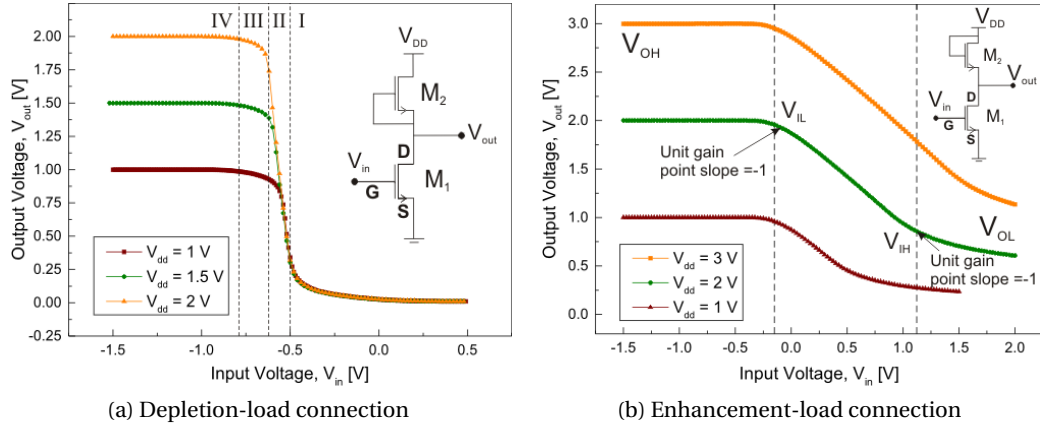 IV III II I
2.00
1.75
1.50
1.25
1.00
0.75
0.50
0.25
0.00
-0.25
Output Voltage, V_out [V]
V_DD
M_2
V_out
D
V_in
G
M_1
S
V_dd = 1 V
V_dd = 1.5 V
V_dd = 2 V
-1.5 -1.0 -0.5 0.0 0.5
Input Voltage, V_in [V]
(a) Depletion-load connection
3.0
2.5
2.0
1.5
1.0
0.5
0.0
Output Voltage, V_out [V]
V_OH
V_DD
M_2
V_out
D
V_in
G
M_1
S
V_IL
Unit gain
point slope =-1
V_IH
V_OL
Unit gain
point slope =-1
V_dd = 3 V
V_dd = 2 V
V_dd = 1 V
-1.5 -1.0 -0.5 0.0 0.5 1.0 1.5 2.0
Input Voltage, V_in [V]
(b) Enhancement-load connection